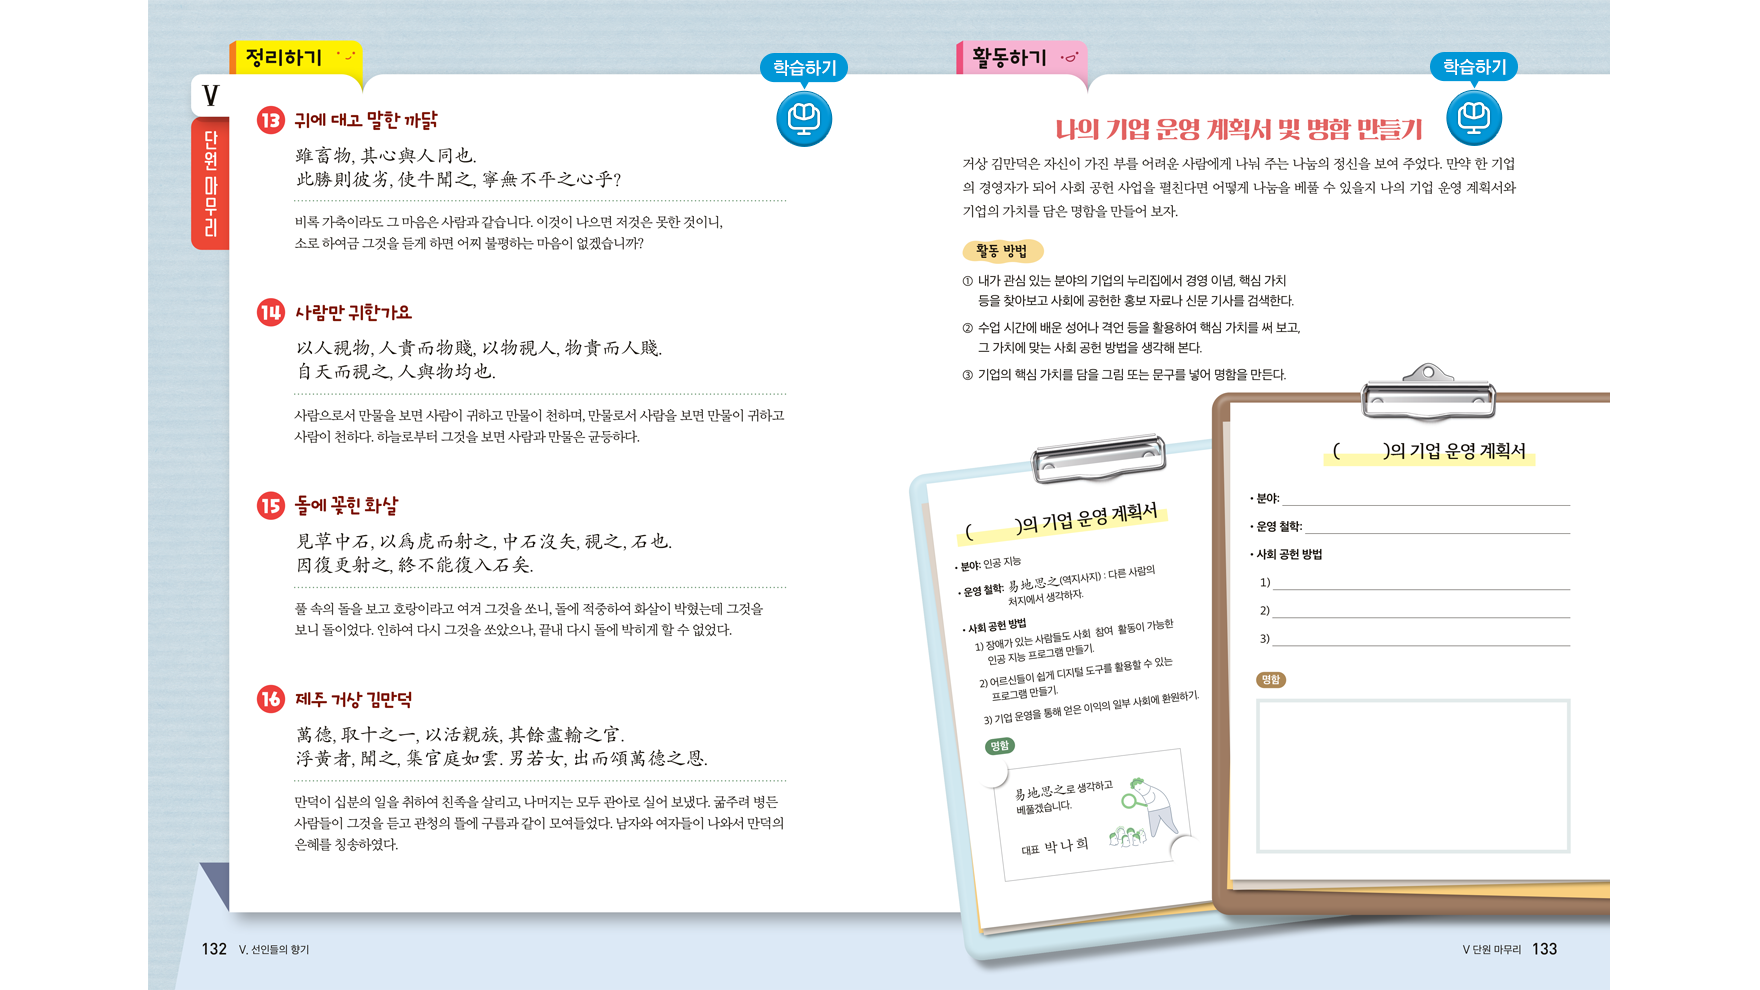 정리하기
학습하기
V
단원 마무리
13 귀에 대고 말한 까닭
雖畜物, 其心與人同也.
此勝則彼劣, 使牛聞之, 寧無不平之心乎?
비록 가축이라도 그 마음은 사람과 같습니다. 이것이 나으면 저것은 못한 것이니,
소로 하여금 그것을 듣게 하면 어찌 불평하는 마음이 없겠습니까?
14 사람만 귀한가요
以人視物, 人貴而物賤, 以物視人, 物貴而人賤.
自天而視之, 人與物均也.
사람으로서 만물을 보면 사람이 귀하고 만물이 천하며, 만물로서 사람을 보면 만물이 귀하고
사람이 천하다. 하늘로부터 그것을 보면 사람과 만물은 균등하다.
15 돌에 꽂힌 화살
見草中石, 以爲虎而射之, 中石沒矢, 視之, 石也.
因復更射之, 終不能復入石矣.
풀 속의 돌을 보고 호랑이라고 여겨 그것을 쏘니, 돌에 적중하여 화살이 박혔는데 그것을
보니 돌이었다. 인하여 다시 그것을 쏘았으나, 끝내 다시 돌에 박히게 할 수 없었다.
16 제주 거상 김만덕
萬德, 取十之一, 以活親族, 其餘盡輸之官.
浮黃者, 聞之, 集官庭如雲. 男若女, 出而頌萬德之恩.
만덕이 십분의 일을 취하여 친족을 살리고, 나머지는 모두 관아로 실어 보냈다. 굶주려 병든
사람들이 그것을 듣고 관청의 뜰에 구름과 같이 모여들었다. 남자와 여자들이 나와서 만덕의
은혜를 칭송하였다.
132 V. 선인들의 향기
활동하기
학습하기
나의 기업 운영 계획서 및 명함 만들기
거상 김만덕은 자신이 가진 부를 어려운 사람에게 나눠 주는 나눔의 정신을 보여 주었다. 만약 한 기업
의 경영자가 되어 사회 공헌 사업을 펼친다면 어떻게 나눔을 베풀 수 있을지 나의 기업 운영 계획서와
기업의 가치를 담은 명함을 만들어 보자.
활동 방법
① 내가 관심 있는 분야의 기업의 누리집에서 경영 이념, 핵심 가치
등을 찾아보고 사회에 공헌한 홍보 자료나 신문 기사를 검색한다.
② 수업 시간에 배운 성어나 격언 등을 활용하여 핵심 가치를 써 보고,
그 가치에 맞는 사회 공헌 방법을 생각해 본다.
③ 기업의 핵심 가치를 담을 그림 또는 문구를 넣어 명함을 만든다.
( )의 기업 운영 계획서
• 분야: 인공 지능
• 운영 철학: 易地思之(역지사지) : 다른 사람의
처지에서 생각하자.
• 사회 공헌 방법
1) 장애가 있는 사람들도 사회 참여 활동이 가능한
인공 지능 프로그램 만들기.
2) 어르신들이 쉽게 디지털 도구를 활용할 수 있는
프로그램 만들기.
3) 기업 운영을 통해 얻은 이익의 일부 사회에 환원하기.
명함
易地思之로 생각하고
베풀겠습니다.
대표 박나희
( )의 기업 운영 계획서
• 분야:
• 운영 철학:
• 사회 공헌 방법
1)
2)
3)
명함
V 단원 마무리 133